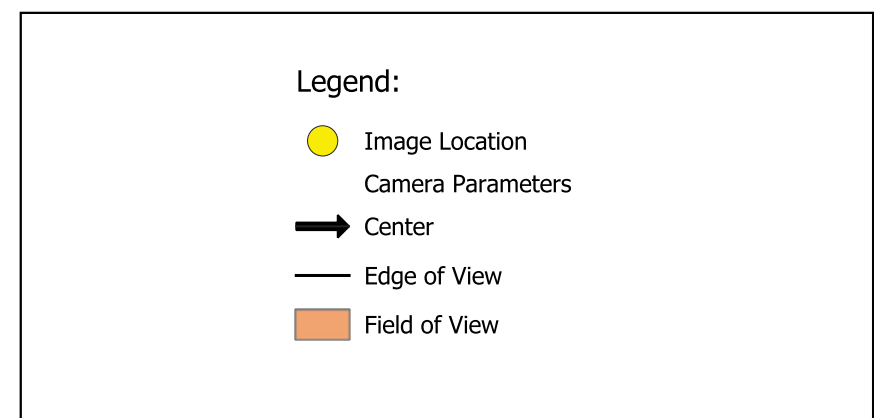 Legend:
Image Location
Camera Parameters
Center
Edge of View
Field of View